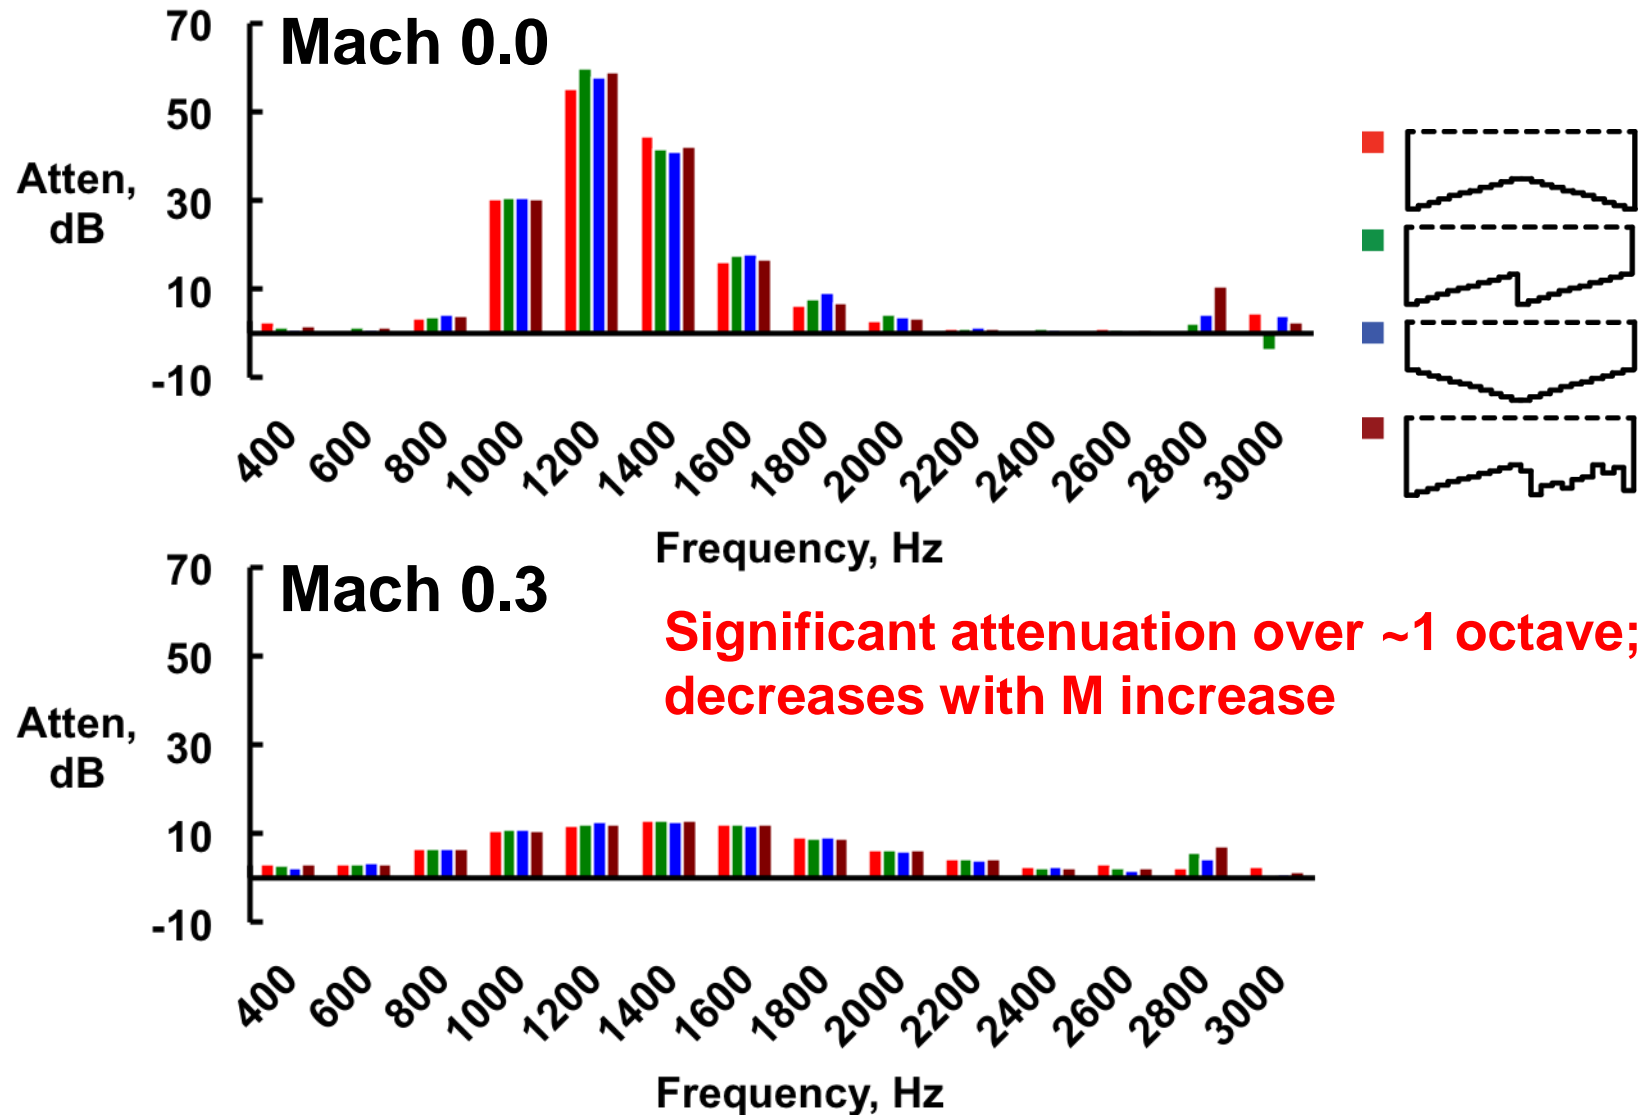 Mach 0.0
70
50
30
10
-10
Atten,
dB
400 600 800 1000 1200 1400 1600 1800 2000 2200 2400 2600 2800 3000
Frequency, Hz
Mach 0.3
Significant attenuation over ~1 octave;
decreases with M increase
70
50
30
10
-10
Atten,
dB
400 600 800 1000 1200 1400 1600 1800 2000 2200 2400 2600 2800 3000
Frequency, Hz